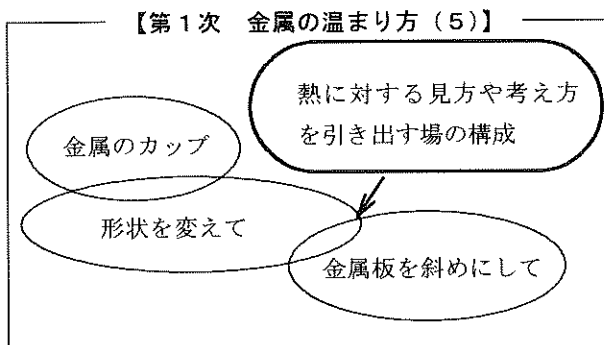 【第1次 金属の温まり方(5)】
熱に対する見方や考え方
を引き出す場の構成
金属のカップ
形状を変えて
金属板を斜めにして